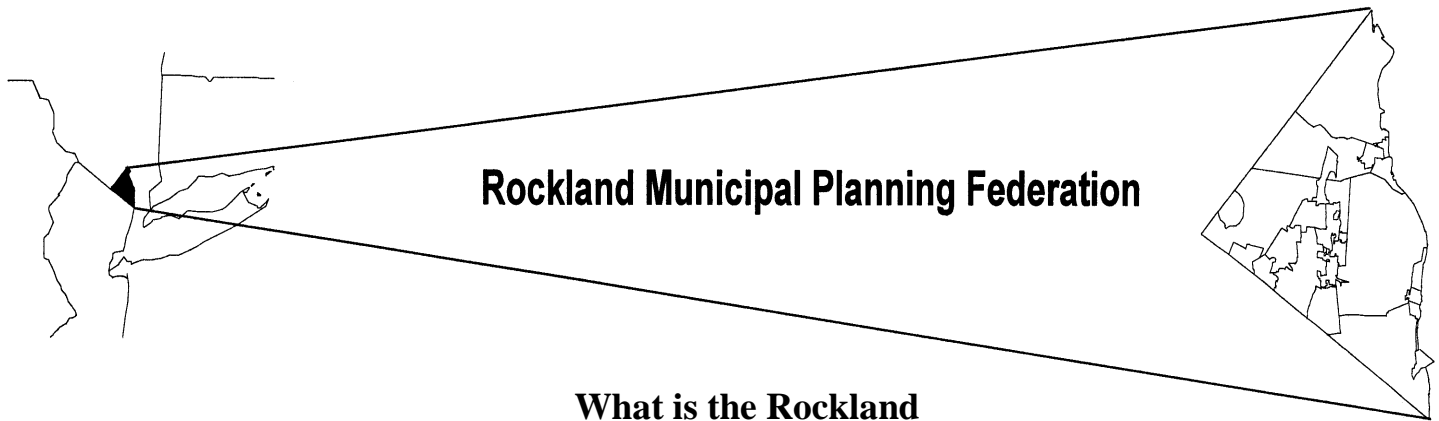 Rockland Municipal Planning Federation
What is the Rockland